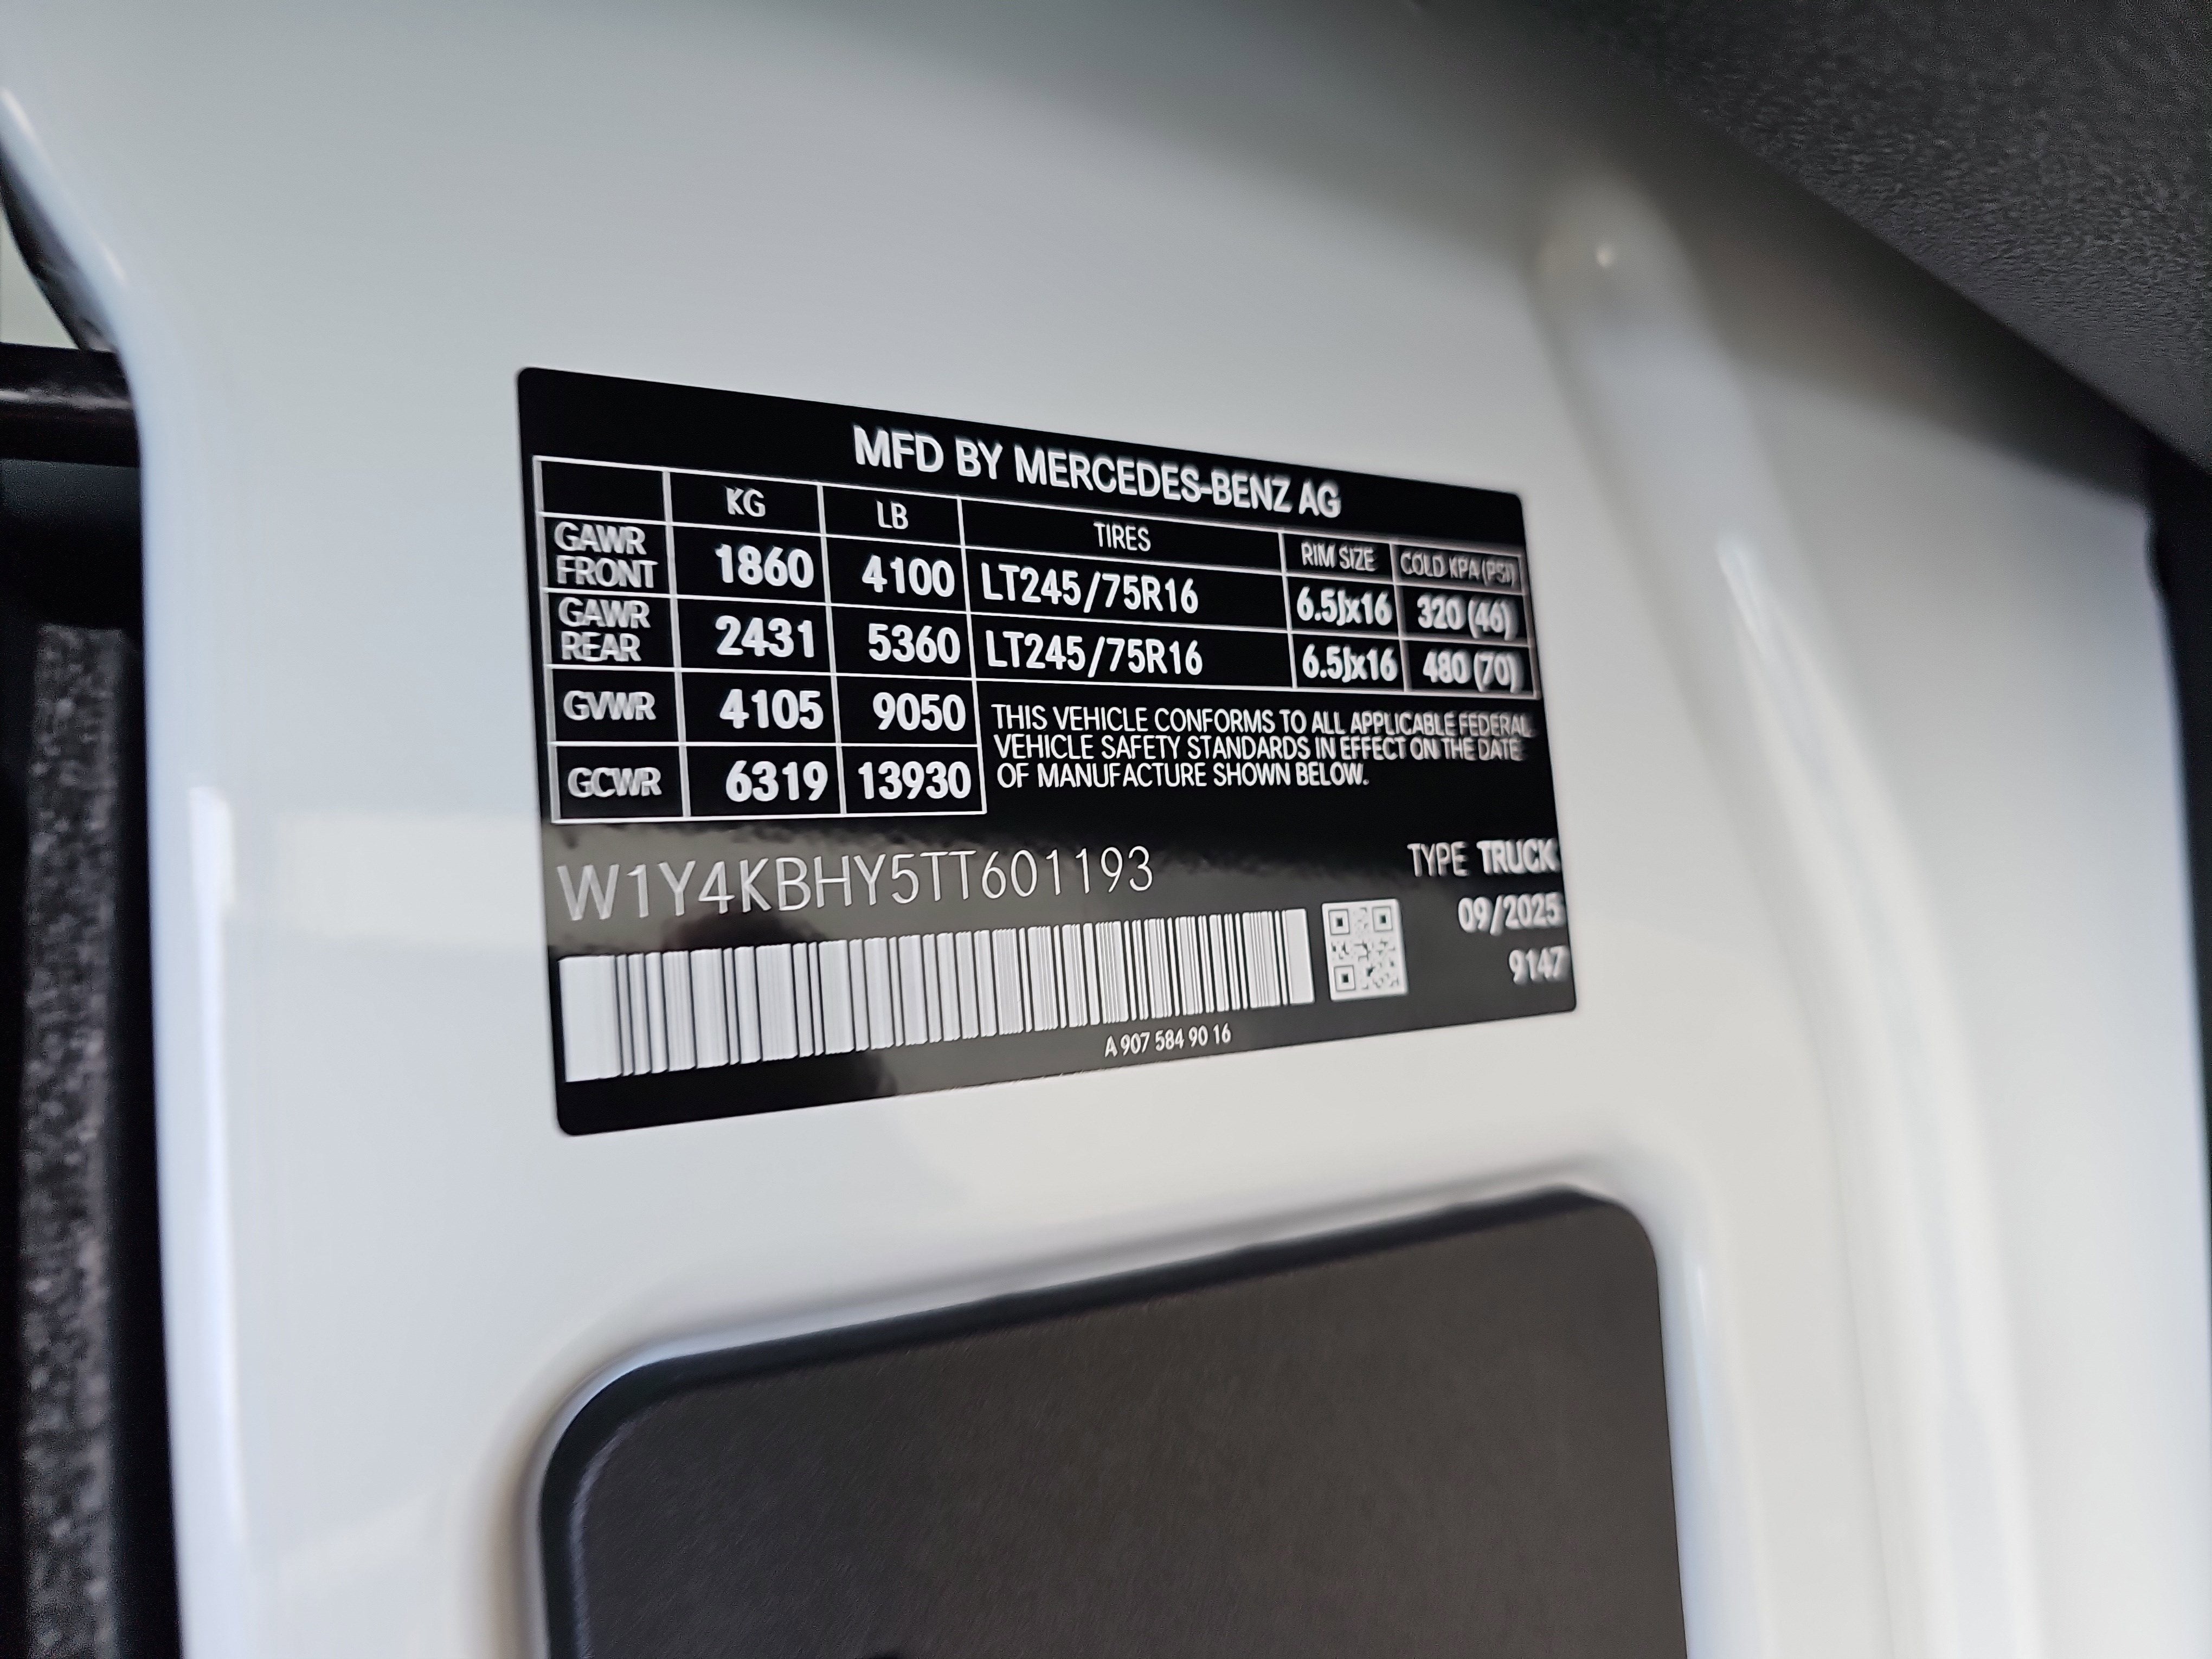 MFD BY MERCEDES-BENZ AG
KG LB TIRES RIM SIZE COLD KPA (PSI)
GAWR FRONT 1860 4100 LT245/75R16 6.5Jx16 320 (46)
GAWR REAR 2431 5360 LT245/75R16 6.5Jx16 480 (70)
GVWR 4105 9050
GCWR 6319 13930
THIS VEHICLE CONFORMS TO ALL APPLICABLE FEDERAL
VEHICLE SAFETY STANDARDS IN EFFECT ON THE DATE
OF MANUFACTURE SHOWN BELOW.
W1Y4KBHY5TT601193
TYPE TRUCK
09/2025
9147
A 907 584 90 16